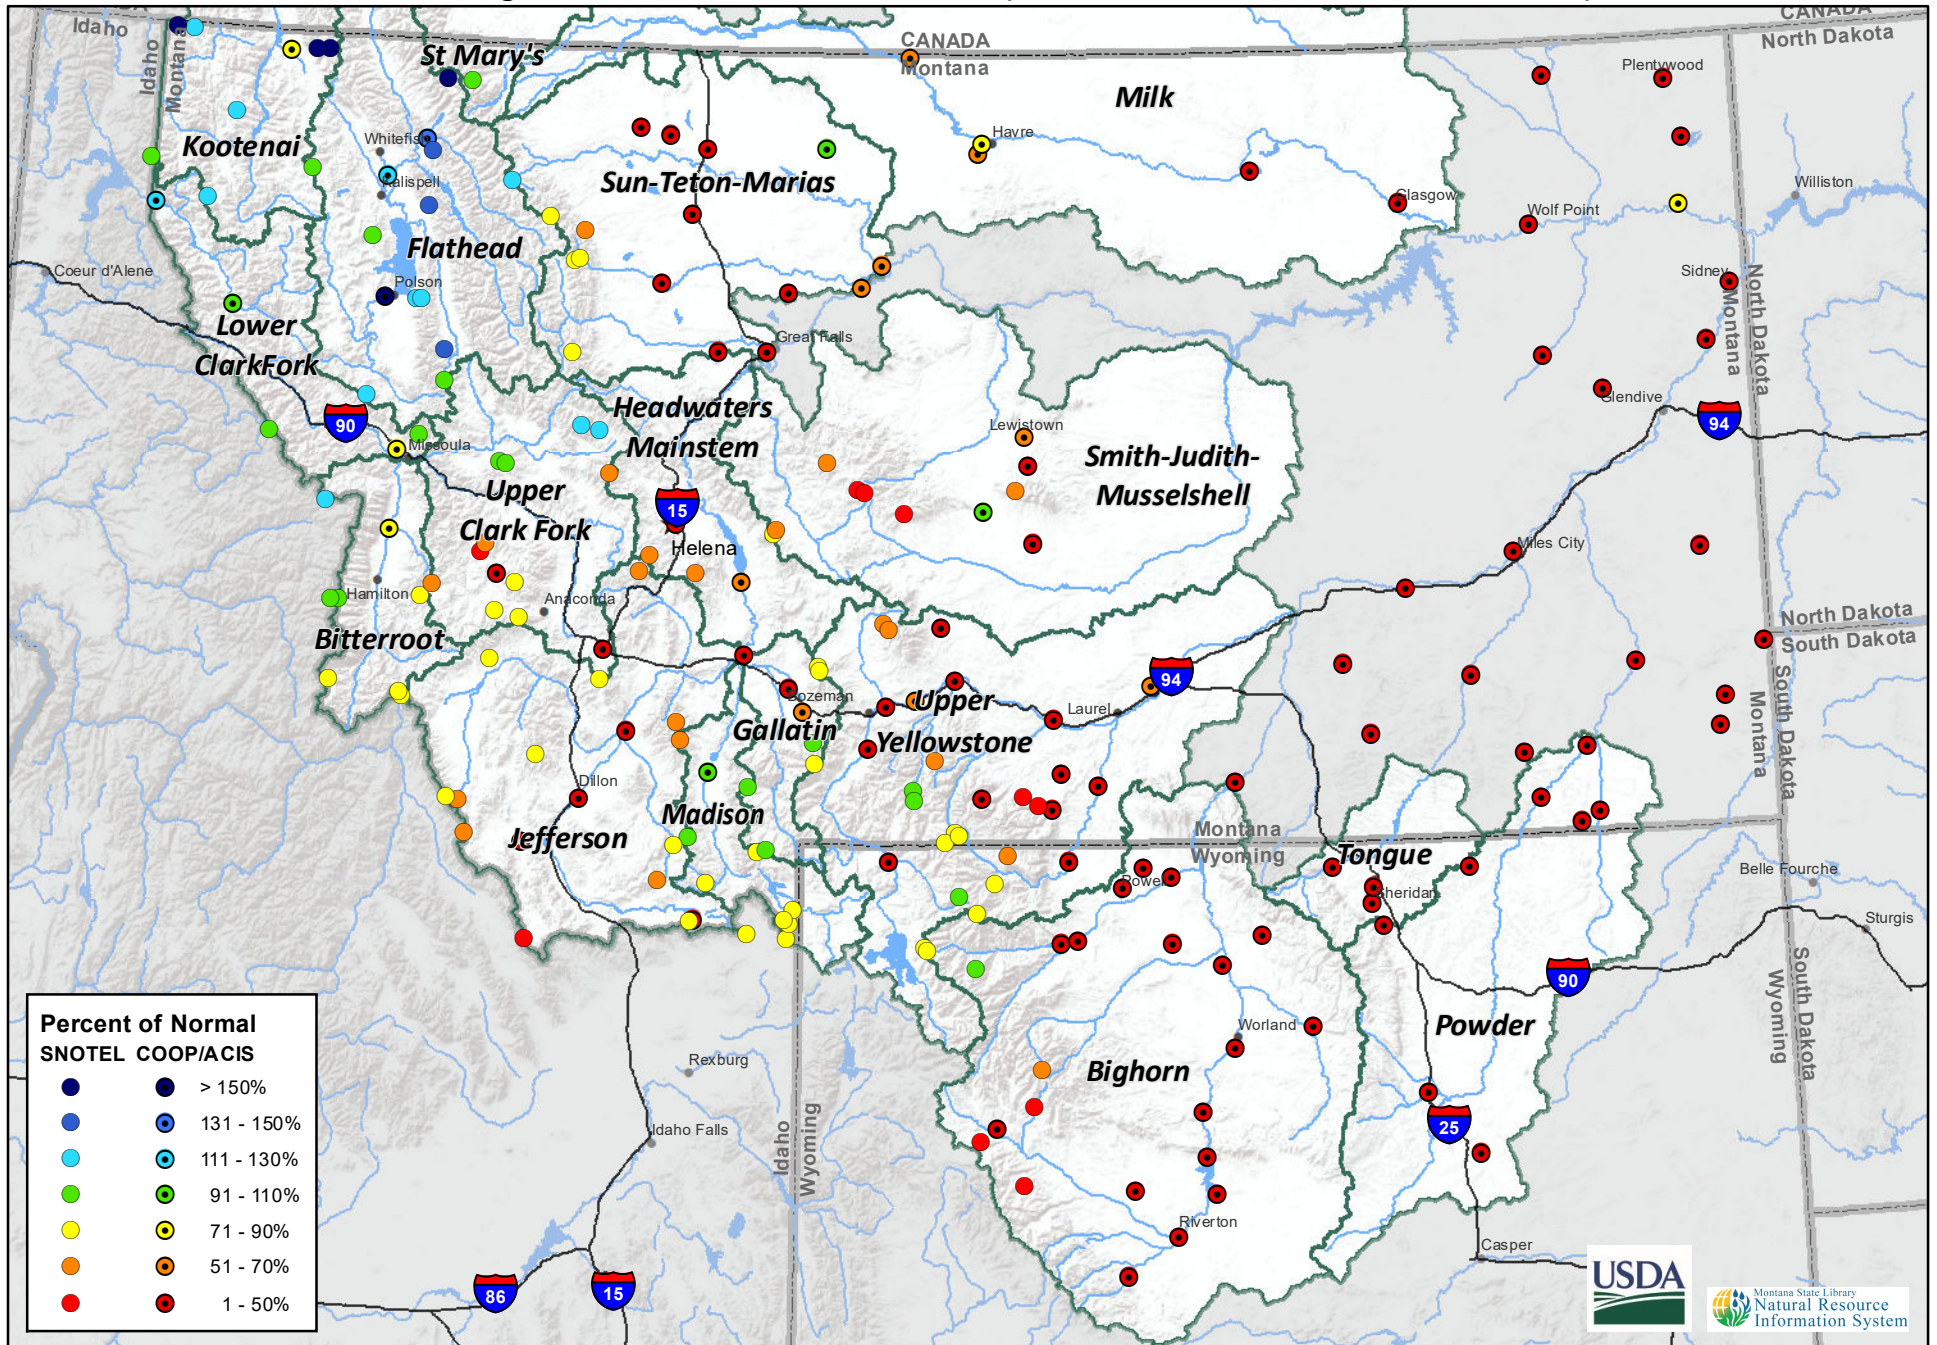 CANADA
Idaho
Idaho
Montana
St Mary's
CANADA
Montana
Milk
CANADA
North Dakota
Plentywood
Kootenai
Whitefish
Kalispell
Havre
Sun-Teton-Marias
Glasgow
Wolf Point
Williston
Flathead
Coeur d'Alene
Polson
Sidney
North Dakota
Montana
Lower
ClarkFork
Great Falls
Glendive
90
Missoula
Headwaters
Mainstem
Lewistown
94
Smith-Judith-
Musselshell
Upper
Clark Fork
15
Helena
Miles City
Hamilton
Anaconda
Bitterroot
North Dakota
South Dakota
94
Bozeman
Upper
Yellowstone
Laurel
Gallatin
South Dakota
Montana
Dillon
Madison
Jefferson
Montana
Wyoming
Tongue
Powell
Sheridan
Belle Fourche
Sturgis
90
South Dakota
Wyoming
Percent of Normal
SNOTEL COOP/ACIS
> 150%
131 - 150%
111 - 130%
91 - 110%
71 - 90%
51 - 70%
1 - 50%
Rexburg
Idaho Falls
Idaho
Wyoming
Worland
Bighorn
Powder
25
Riverton
Casper
86
15
USDA
Montana State Library
Natural Resource
Information System